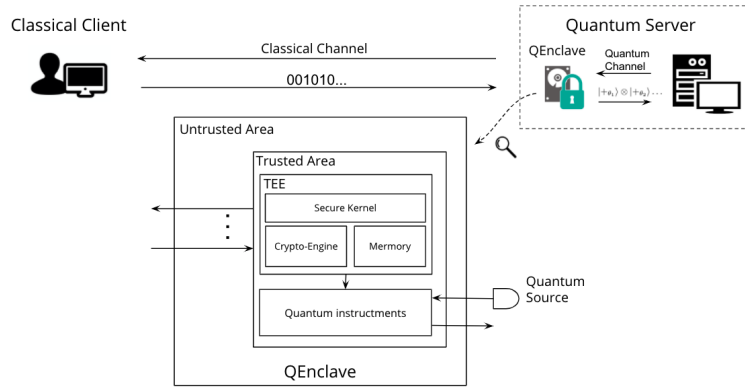 Classical Client
Quantum Server
Classical Channel
001010...
QEnclave
Quantum
Channel
|+θ₁⟩ ⊗ |+θ₂⟩ ...
Untrusted Area
Trusted Area
TEE
Secure Kernel
Crypto-Engine
Mermory
Quantum instructments
Quantum
Source
QEnclave